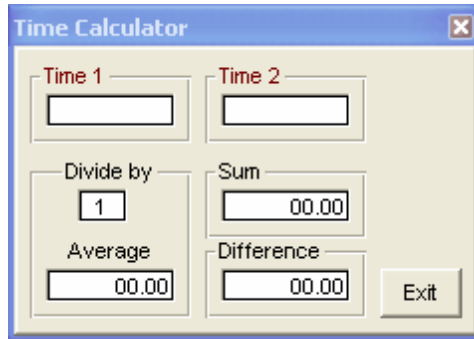 Time Calculator
Time 1
Time 2
Divide by
1
Sum
00.00
Average
00.00
Difference
00.00
Exit